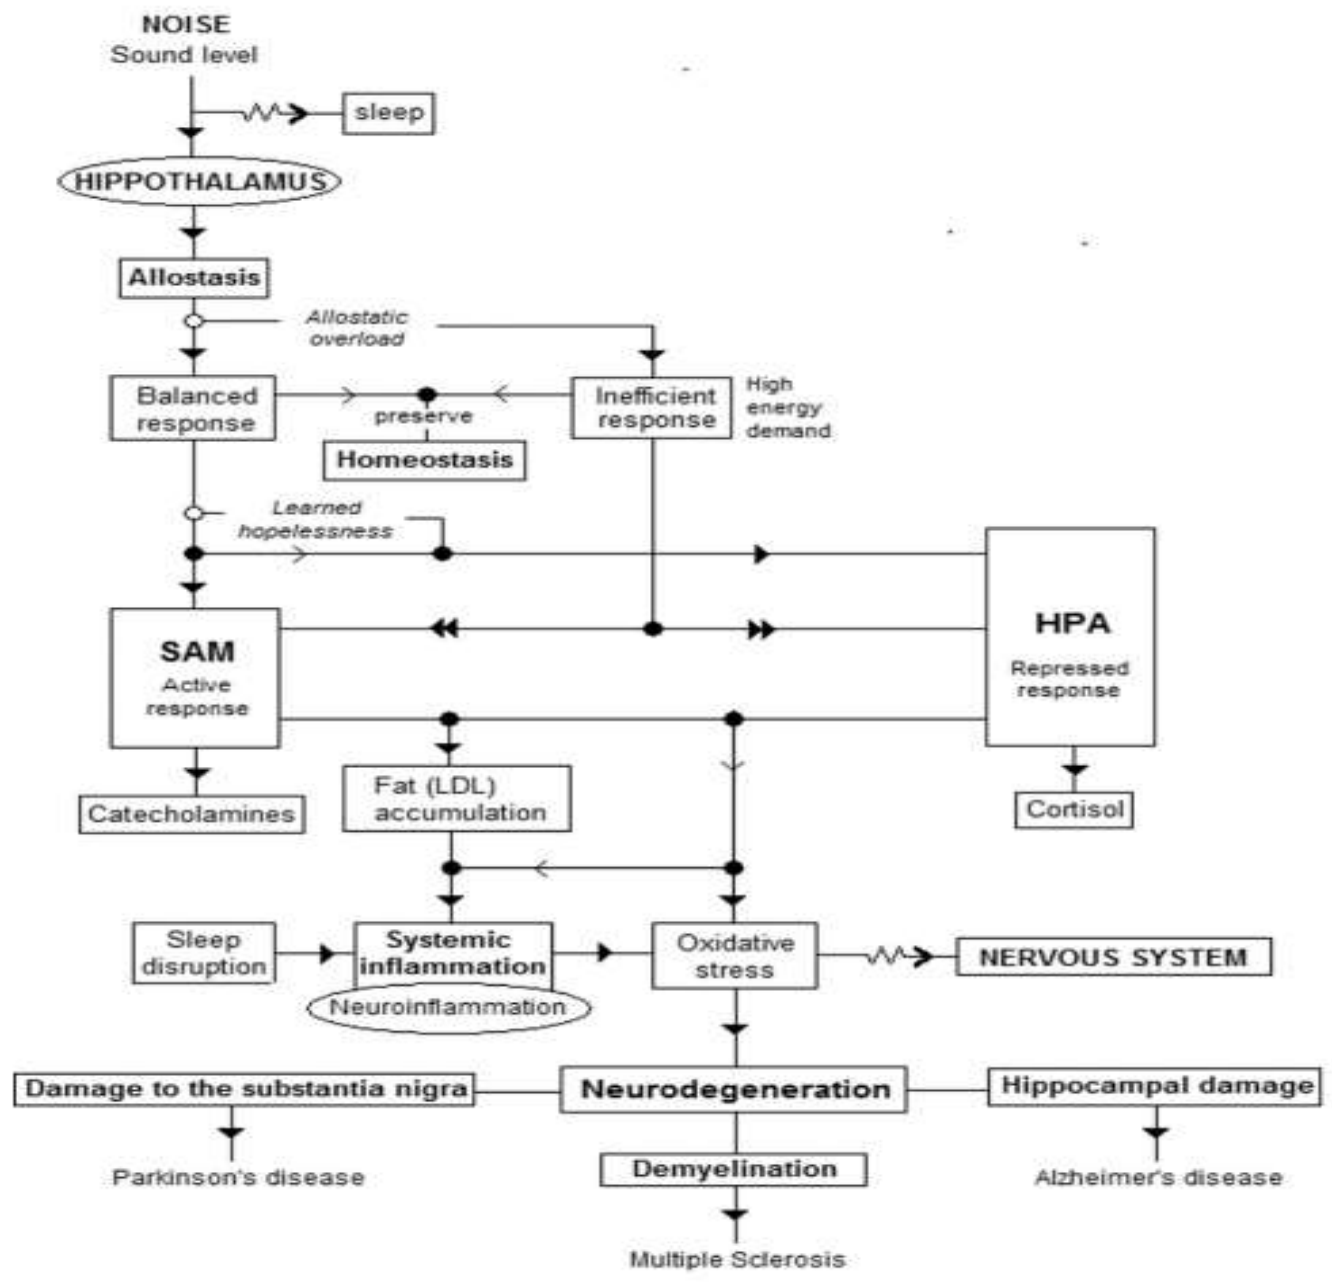 NOISE
Sound level
sleep
HIPPOTHALAMUS
Allostasis
Allostatic
overload
Balanced
response
preserve
Homeostasis
Inefficient
response
High
energy
demand
Learned
hopelessness
SAM
Active
response
HPA
Repressed
response
Catecholamines
Fat (LDL)
accumulation
Cortisol
Sleep
disruption
Systemic
inflammation
Neuroinflammation
Oxidative
stress
NERVOUS SYSTEM
Damage to the substantia nigra
Neurodegeneration
Hippocampal damage
Parkinson's disease
Demyelination
Alzheimer's disease
Multiple Sclerosis